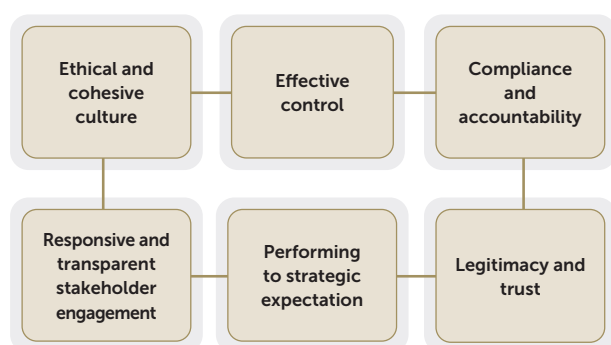 Ethical and
cohesive
culture
Effective
control
Compliance
and
accountability
Responsive and
transparent
stakeholder
engagement
Performing
to strategic
expectation
Legitimacy and
trust